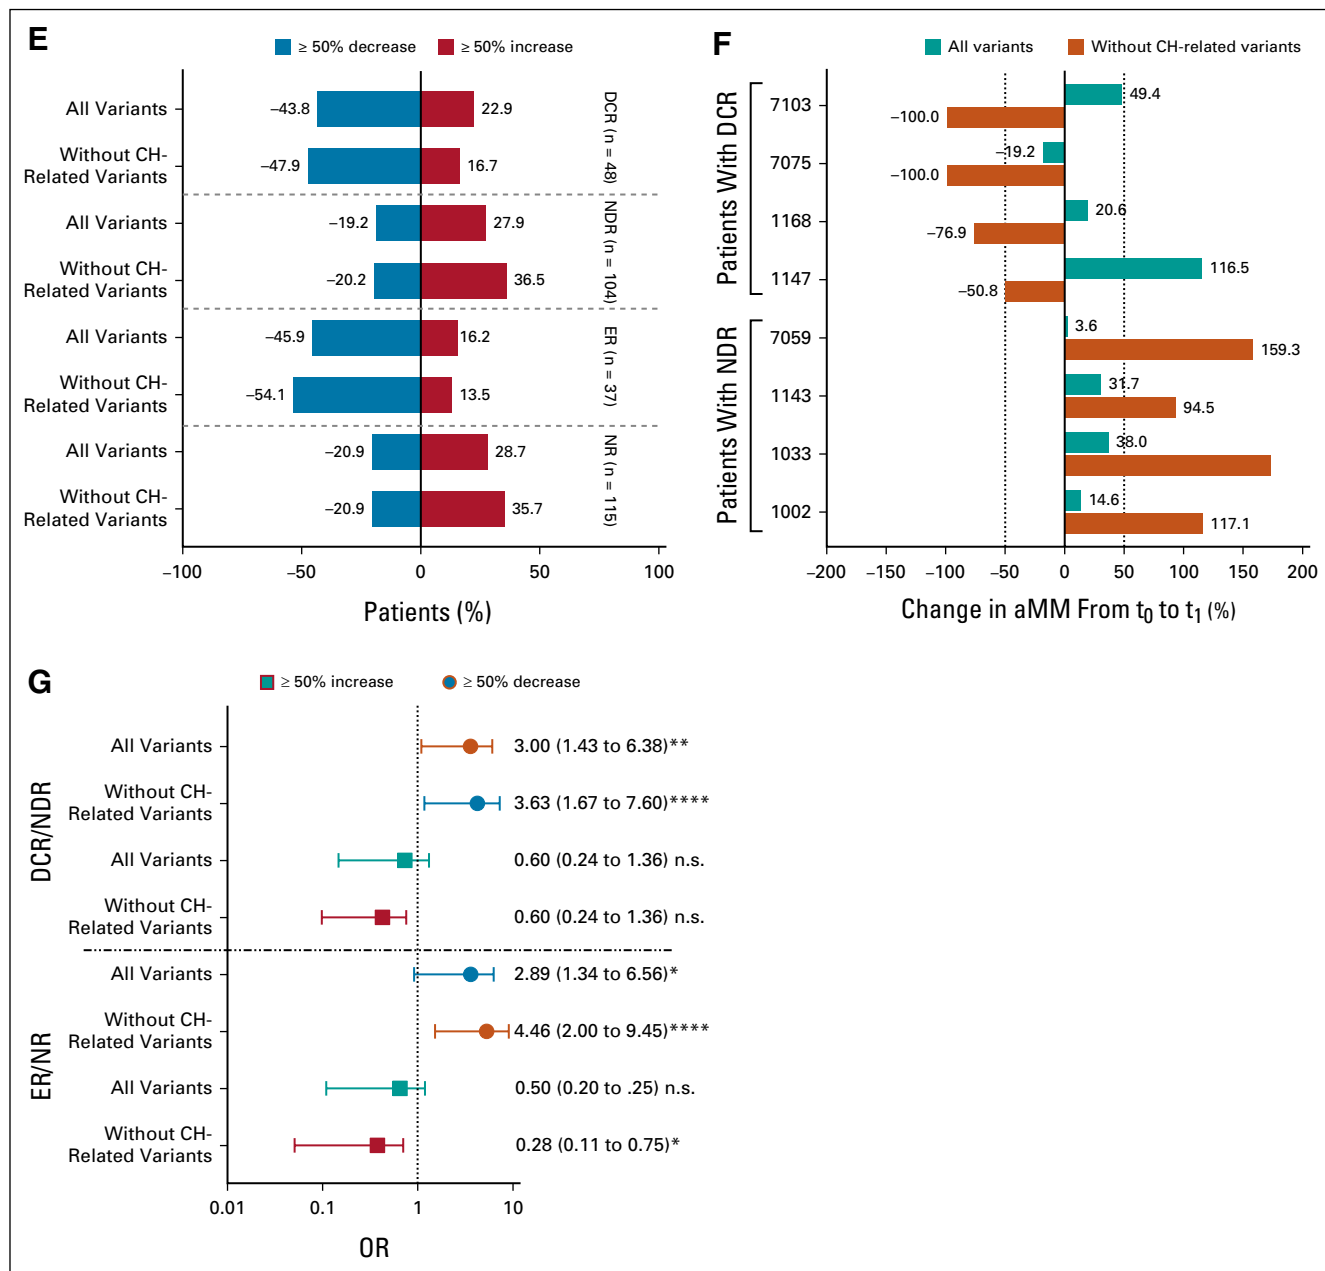 E
≥ 50% decrease ≥ 50% increase
All Variants −43.8 22.9
Without CH-
Related Variants −47.9 16.7
DCR (n = 48)
All Variants −19.2 27.9
Without CH-
Related Variants −20.2 36.5
NDR (n = 104)
All Variants −45.9 16.2
Without CH-
Related Variants −54.1 13.5
ER (n = 37)
All Variants −20.9 28.7
Without CH-
Related Variants −20.9 35.7
NR (n = 115)
−100 −50 0 50 100
Patients (%)
F
All variants Without CH-related variants
Patients With DCR
7103 49.4
−100.0
7075 −19.2
−100.0
1168 20.6
−76.9
1147 116.5
−50.8
Patients With NDR
7059 3.6
159.3
1143 31.7
94.5
1033 38.0
1002 14.6
117.1
−200 −150 −100 −50 0 50 100 150 200
Change in aMM From t0 to t1 (%)
G
≥ 50% increase ≥ 50% decrease
DCR/NDR
All Variants 3.00 (1.43 to 6.38)**
Without CH-
Related Variants 3.63 (1.67 to 7.60)****
All Variants 0.60 (0.24 to 1.36) n.s.
Without CH-
Related Variants 0.60 (0.24 to 1.36) n.s.
ER/NR
All Variants 2.89 (1.34 to 6.56)*
Without CH-
Related Variants 4.46 (2.00 to 9.45)****
All Variants 0.50 (0.20 to .25) n.s.
Without CH-
Related Variants 0.28 (0.11 to 0.75)*
0.01 0.1 1 10
OR